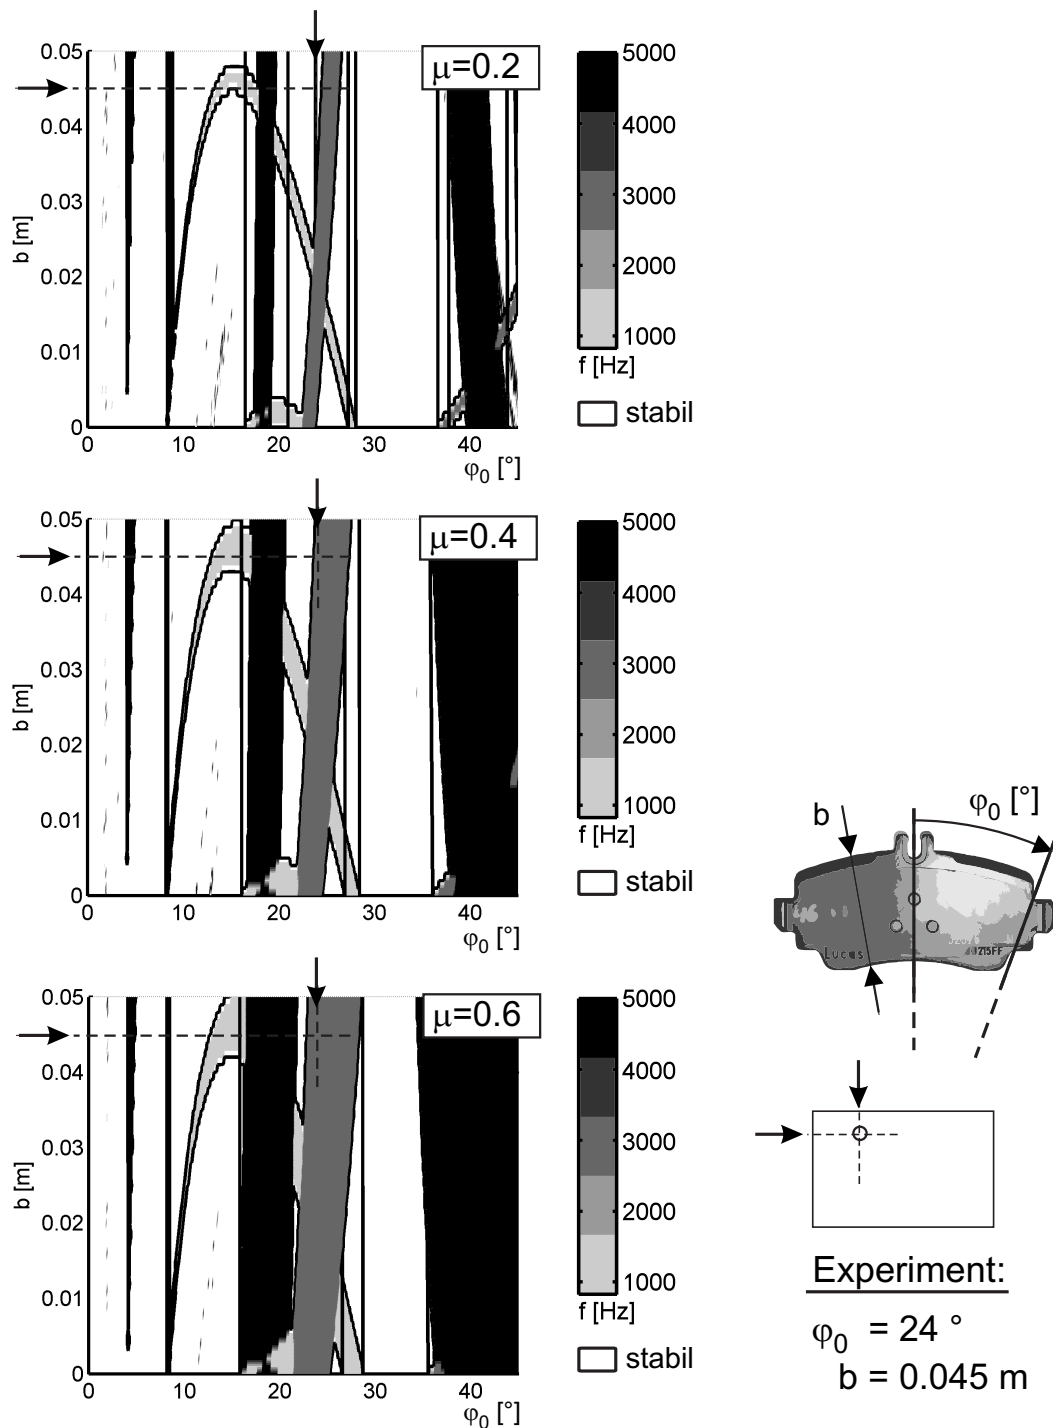 μ=0.2
b [m]
0.05
0.04
0.03
0.02
0.01
0
0 10 20 30 40
φ0 [°]
5000
4000
3000
2000
1000
f [Hz]
stabil
μ=0.4
b [m]
0.05
0.04
0.03
0.02
0.01
0
0 10 20 30 40
φ0 [°]
5000
4000
3000
2000
1000
f [Hz]
stabil
μ=0.6
b [m]
0.05
0.04
0.03
0.02
0.01
0
0 10 20 30 40
φ0 [°]
5000
4000
3000
2000
1000
f [Hz]
stabil
b
φ0 [°]
Lucas
215FF
Experiment:
φ0 = 24 °
b = 0.045 m